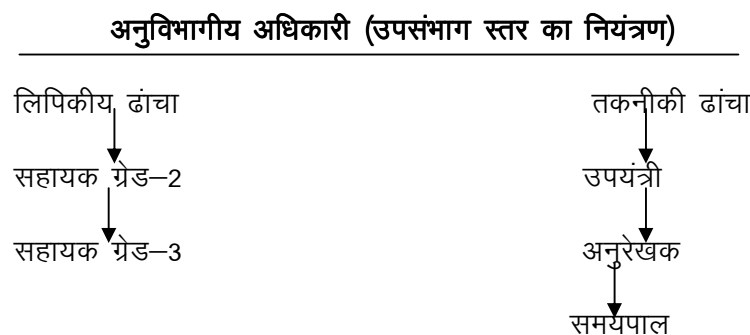 अनुविभागीय अधिकारी (उपसंभाग स्तर का नियंत्रण)
लिपिकीय ढांचा तकनीकी ढांचा
सहायक ग्रेड–2 उपयंत्री
सहायक ग्रेड–3 अनुरेखक
समयपाल